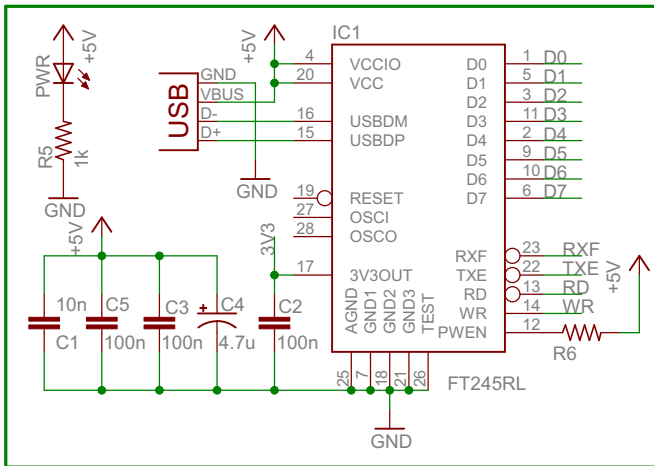 IC1
+5V
PWR
R5
1k
GND
USB
GND
VBUS
D-
D+
+5V
GND
4 VCCIO
20 VCC
16 USBDM
15 USBDP
19 RESET
27 OSCI
28 OSCO
17 3V3OUT
3V3
D0 1 D0
D1 5 D1
D2 3 D2
D3 11 D3
D4 2 D4
D5 9 D5
D6 10 D6
D7 6 D7
RXF 23 RXF
TXE 22 TXE
RD 13 RD
WR 14 WR
PWEN 12
R6
+5V
AGND 25
GND1 7
GND2 18
GND3 21
TEST 26
FT245RL
GND
+5V
10n
C1
C5
100n
C3
100n
+
C4
4.7u
C2
100n